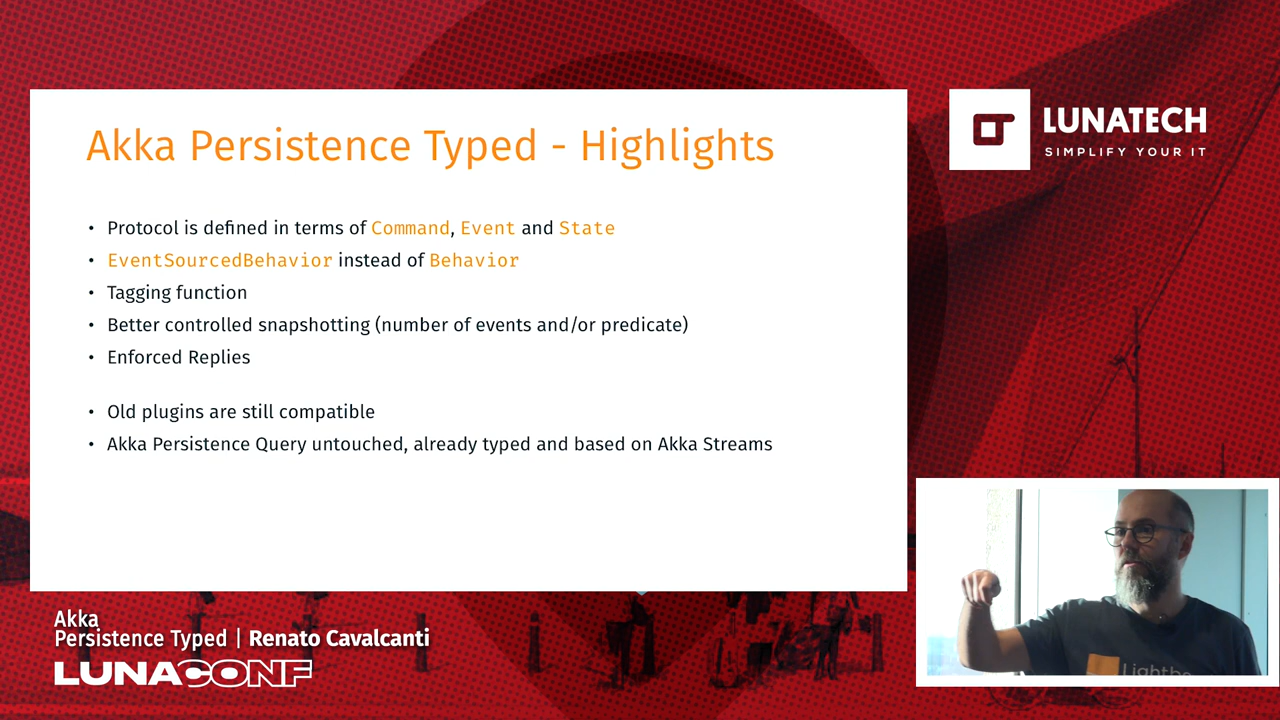 Akka Persistence Typed - Highlights
• Protocol is defined in terms of Command, Event and State
• EventSourcedBehavior instead of Behavior
• Tagging function
• Better controlled snapshotting (number of events and/or predicate)
• Enforced Replies
• Old plugins are still compatible
• Akka Persistence Query untouched, already typed and based on Akka Streams
LUNATECH
SIMPLIFY YOUR IT
Akka
Persistence Typed | Renato Cavalcanti
LUNACONF